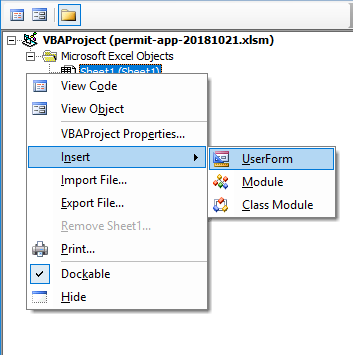 VBAProject (permit-app-20181021.xlsm)
Microsoft Excel Objects
Sheet1 (Sheet1)
View Code
View Object
VBAProject Properties...
Insert
UserForm
Import File...
Module
Export File...
Class Module
Remove Sheet1...
Print...
Dockable
Hide